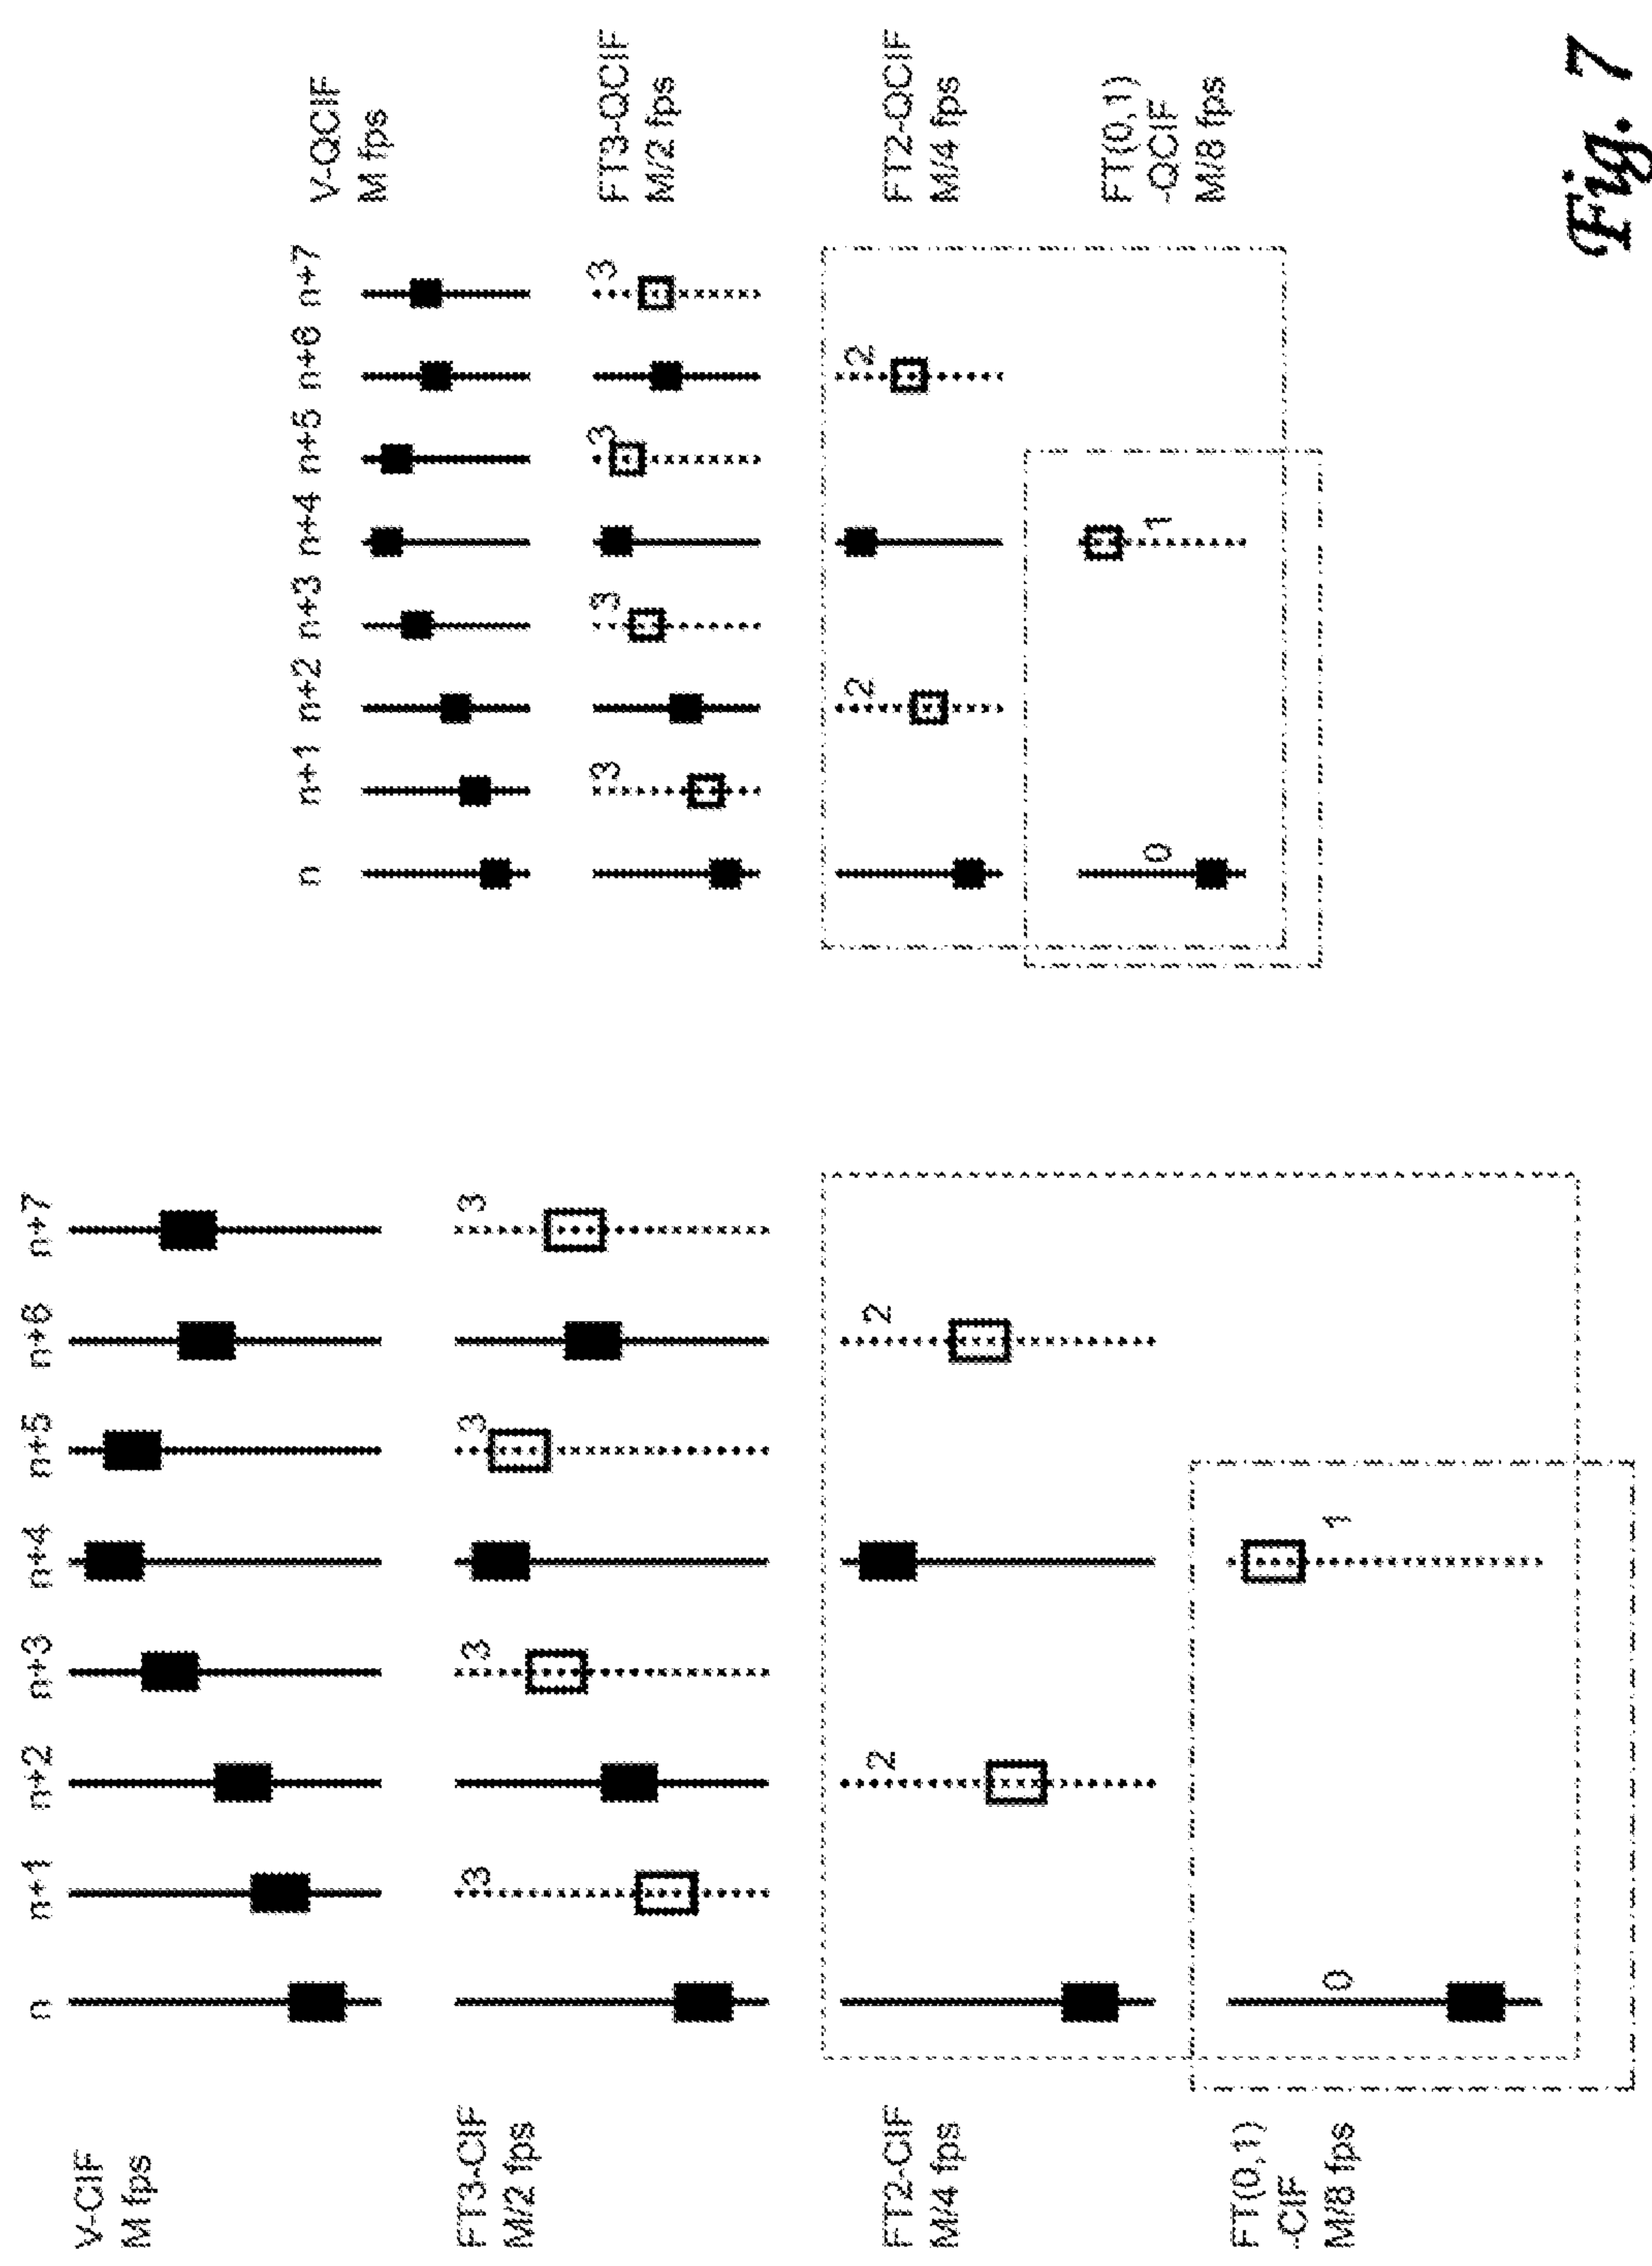 V-CIF
M fps
n n+1 n+2 n+3 n+4 n+5 n+6 n+7
FT3-CIF
M/2 fps
3 3 3 3
FT2-CIF
M/4 fps
2 2
FT(0,1)
-CIF
M/8 fps
0 1
n n+1 n+2 n+3 n+4 n+5 n+6 n+7
V-QCIF
M fps
3 3 3 3
FT3-QCIF
M/2 fps
2 2
FT2-QCIF
M/4 fps
0 1
FT(0,1)
-QCIF
M/8 fps
Fig. 7